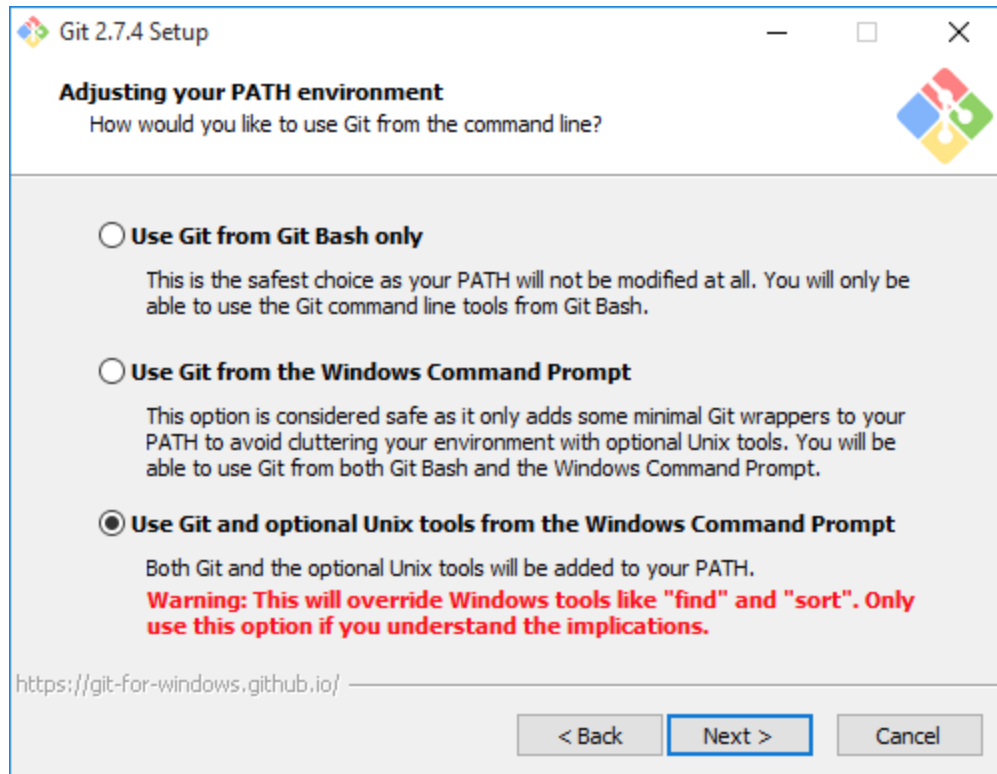 Git 2.7.4 Setup
Adjusting your PATH environment
How would you like to use Git from the command line?
Use Git from Git Bash only
This is the safest choice as your PATH will not be modified at all. You will only be
able to use the Git command line tools from Git Bash.
Use Git from the Windows Command Prompt
This option is considered safe as it only adds some minimal Git wrappers to your
PATH to avoid cluttering your environment with optional Unix tools. You will be
able to use Git from both Git Bash and the Windows Command Prompt.
Use Git and optional Unix tools from the Windows Command Prompt
Both Git and the optional Unix tools will be added to your PATH.
Warning: This will override Windows tools like "find" and "sort". Only
use this option if you understand the implications.
https://git-for-windows.github.io/
< Back Next > Cancel